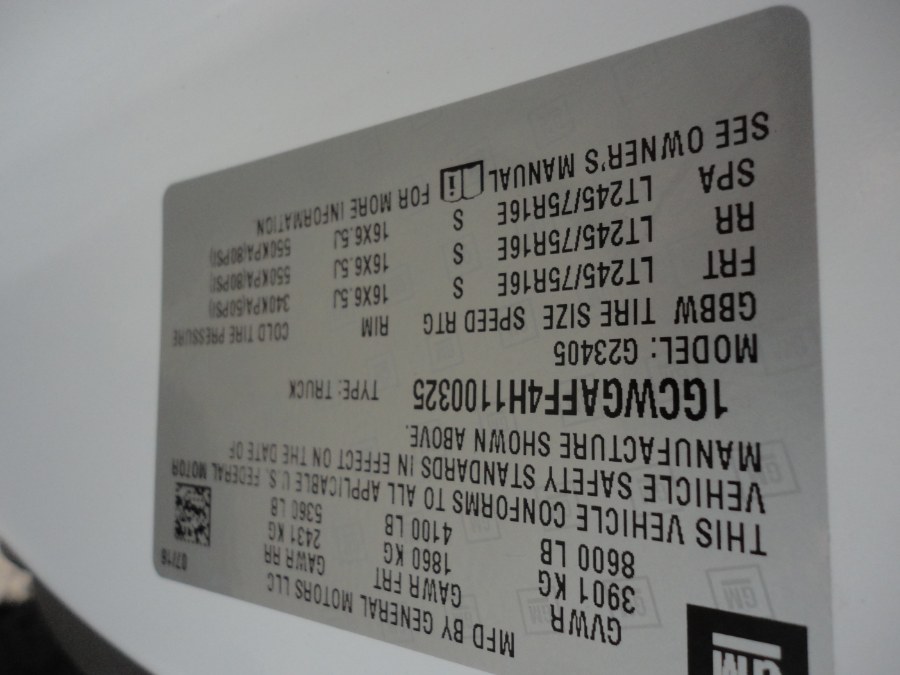 GM
MFD BY GENERAL MOTORS LLC 07/16
GVWR GAWR FRT GAWR RR
3901 KG 1860 KG 2431 KG
8600 LB 4100 LB 5360 LB
THIS VEHICLE CONFORMS TO ALL APPLICABLE U.S. FEDERAL MOTOR
VEHICLE SAFETY STANDARDS IN EFFECT ON THE DATE OF
MANUFACTURE SHOWN ABOVE.
1GCWGAFF4H1100325 TYPE: TRUCK
MODEL: G23405
GBBW TIRE SIZE SPEED RTG RIM COLD TIRE PRESSURE
FRT LT245/75R16E S 16X6.5J 340KPA(50PSI)
RR LT245/75R16E S 16X6.5J 550KPA(80PSI)
SPA LT245/75R16E S 16X6.5J 550KPA(80PSI)
SEE OWNER'S MANUAL FOR MORE INFORMATION.